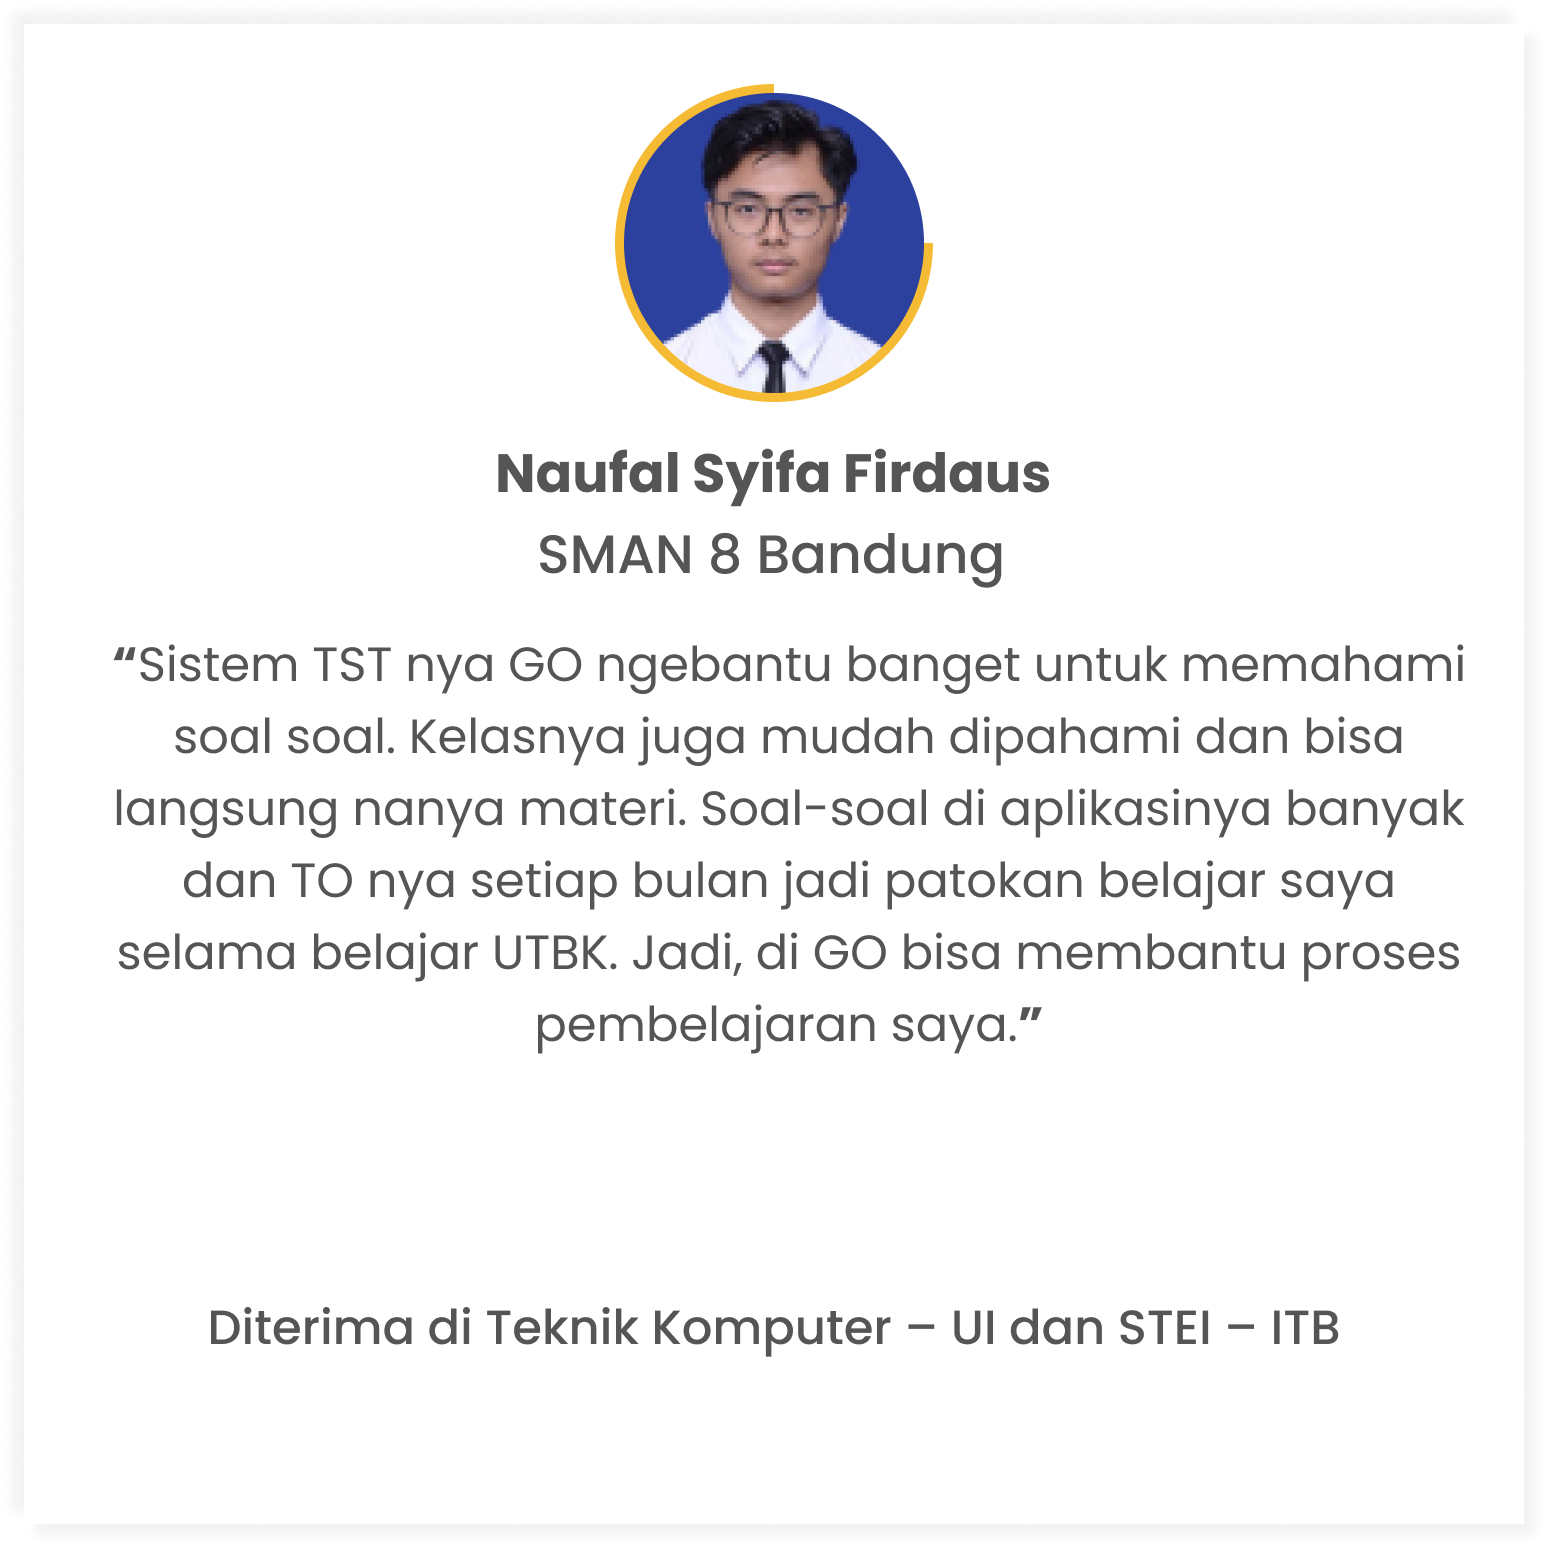 Naufal Syifa Firdaus
SMAN 8 Bandung
“Sistem TST nya GO ngebantu banget untuk memahami
soal soal. Kelasnya juga mudah dipahami dan bisa
langsung nanya materi. Soal-soal di aplikasinya banyak
dan TO nya setiap bulan jadi patokan belajar saya
selama belajar UTBK. Jadi, di GO bisa membantu proses
pembelajaran saya.”
Diterima di Teknik Komputer – UI dan STEI – ITB